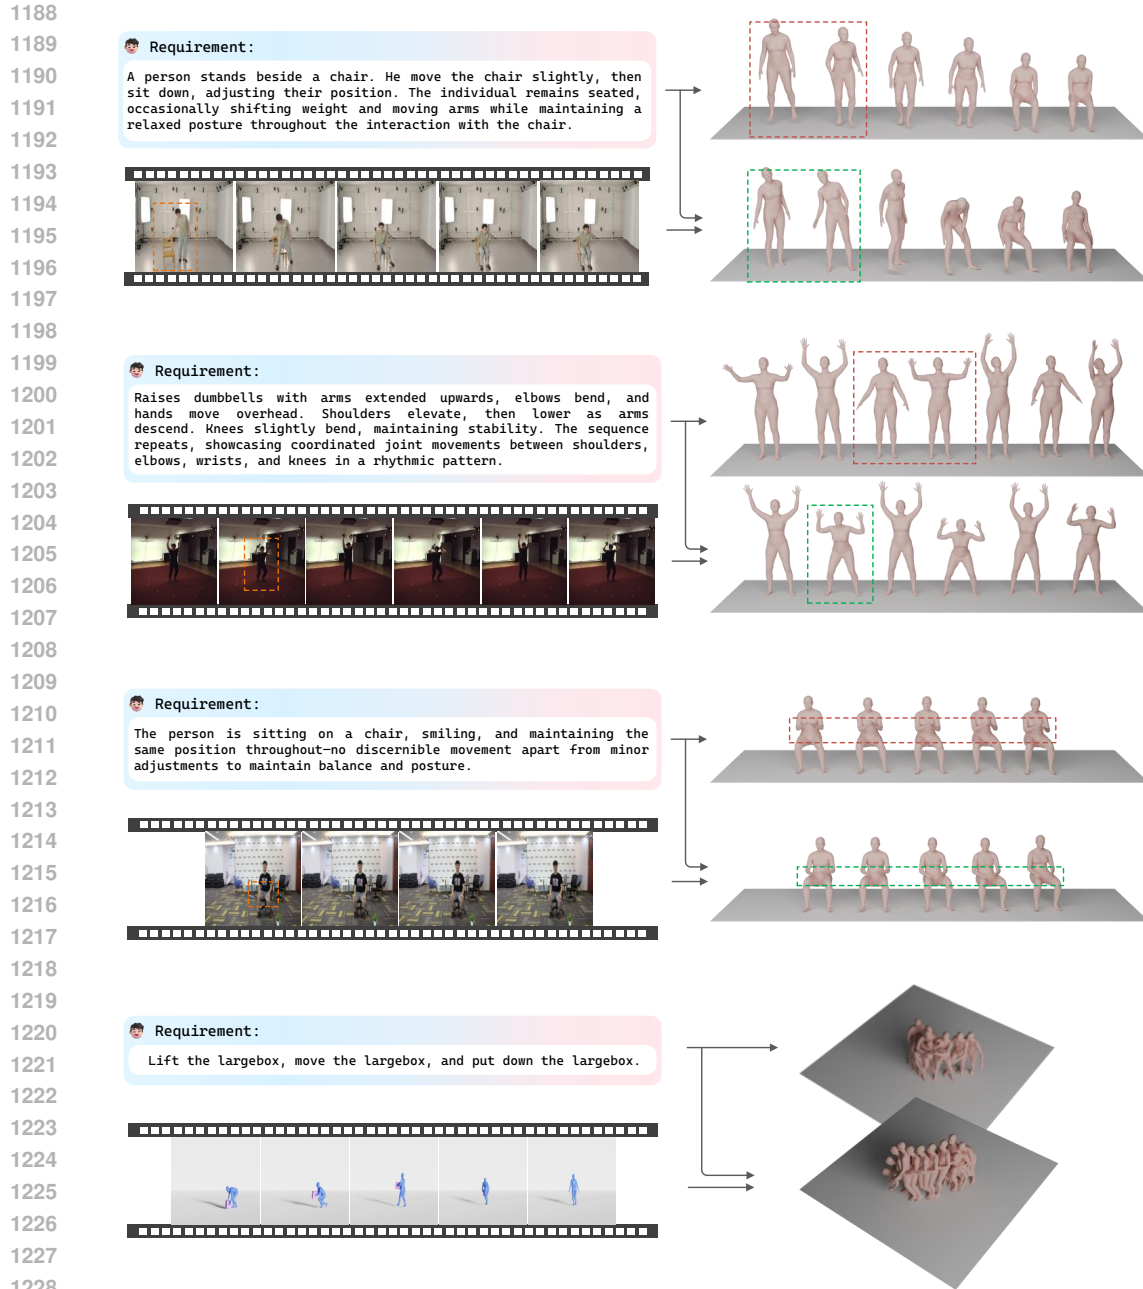 1188
1189
1190
1191
1192
1193
1194
1195
1196
1197
1198
1199
1200
1201
1202
1203
1204
1205
1206
1207
1208
1209
1210
1211
1212
1213
1214
1215
1216
1217
1218
1219
1220
1221
1222
1223
1224
1225
1226
1227
1228
Requirement:
A person stands beside a chair. He move the chair slightly, then
sit down, adjusting their position. The individual remains seated,
occasionally shifting weight and moving arms while maintaining a
relaxed posture throughout the interaction with the chair.
Requirement:
Raises dumbbells with arms extended upwards, elbows bend, and
hands move overhead. Shoulders elevate, then lower as arms
descend. Knees slightly bend, maintaining stability. The sequence
repeats, showcasing coordinated joint movements between shoulders,
elbows, wrists, and knees in a rhythmic pattern.
Requirement:
The person is sitting on a chair, smiling, and maintaining the
same position throughout—no discernible movement apart from minor
adjustments to maintain balance and posture.
Requirement:
Lift the largebox, move the largebox, and put down the largebox.